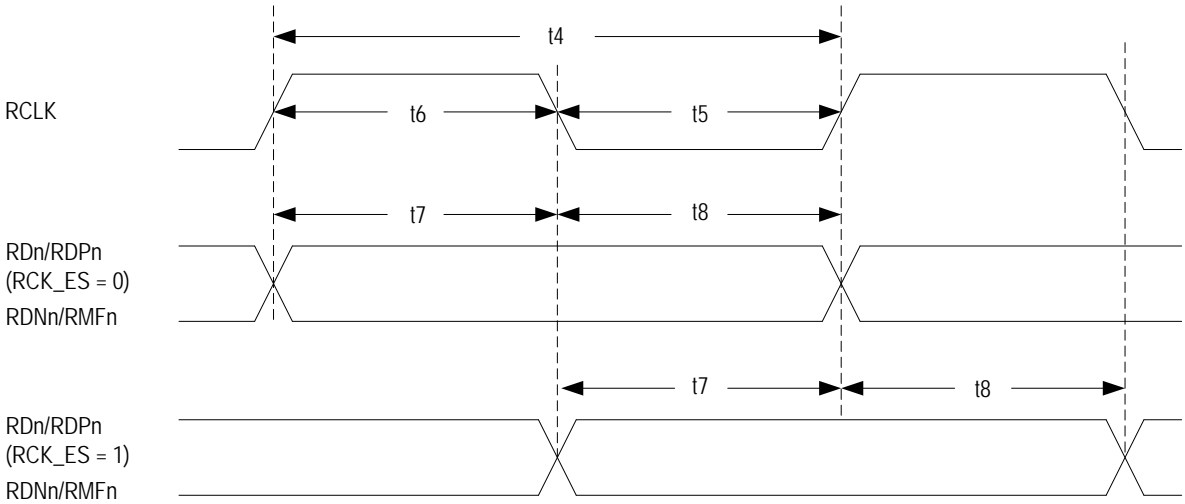 t4
RCLK
t6
t5
t7
t8
RDn/RDPn
(RCK_ES = 0)
RDNn/RMFn
t7
t8
RDn/RDPn
(RCK_ES = 1)
RDNn/RMFn